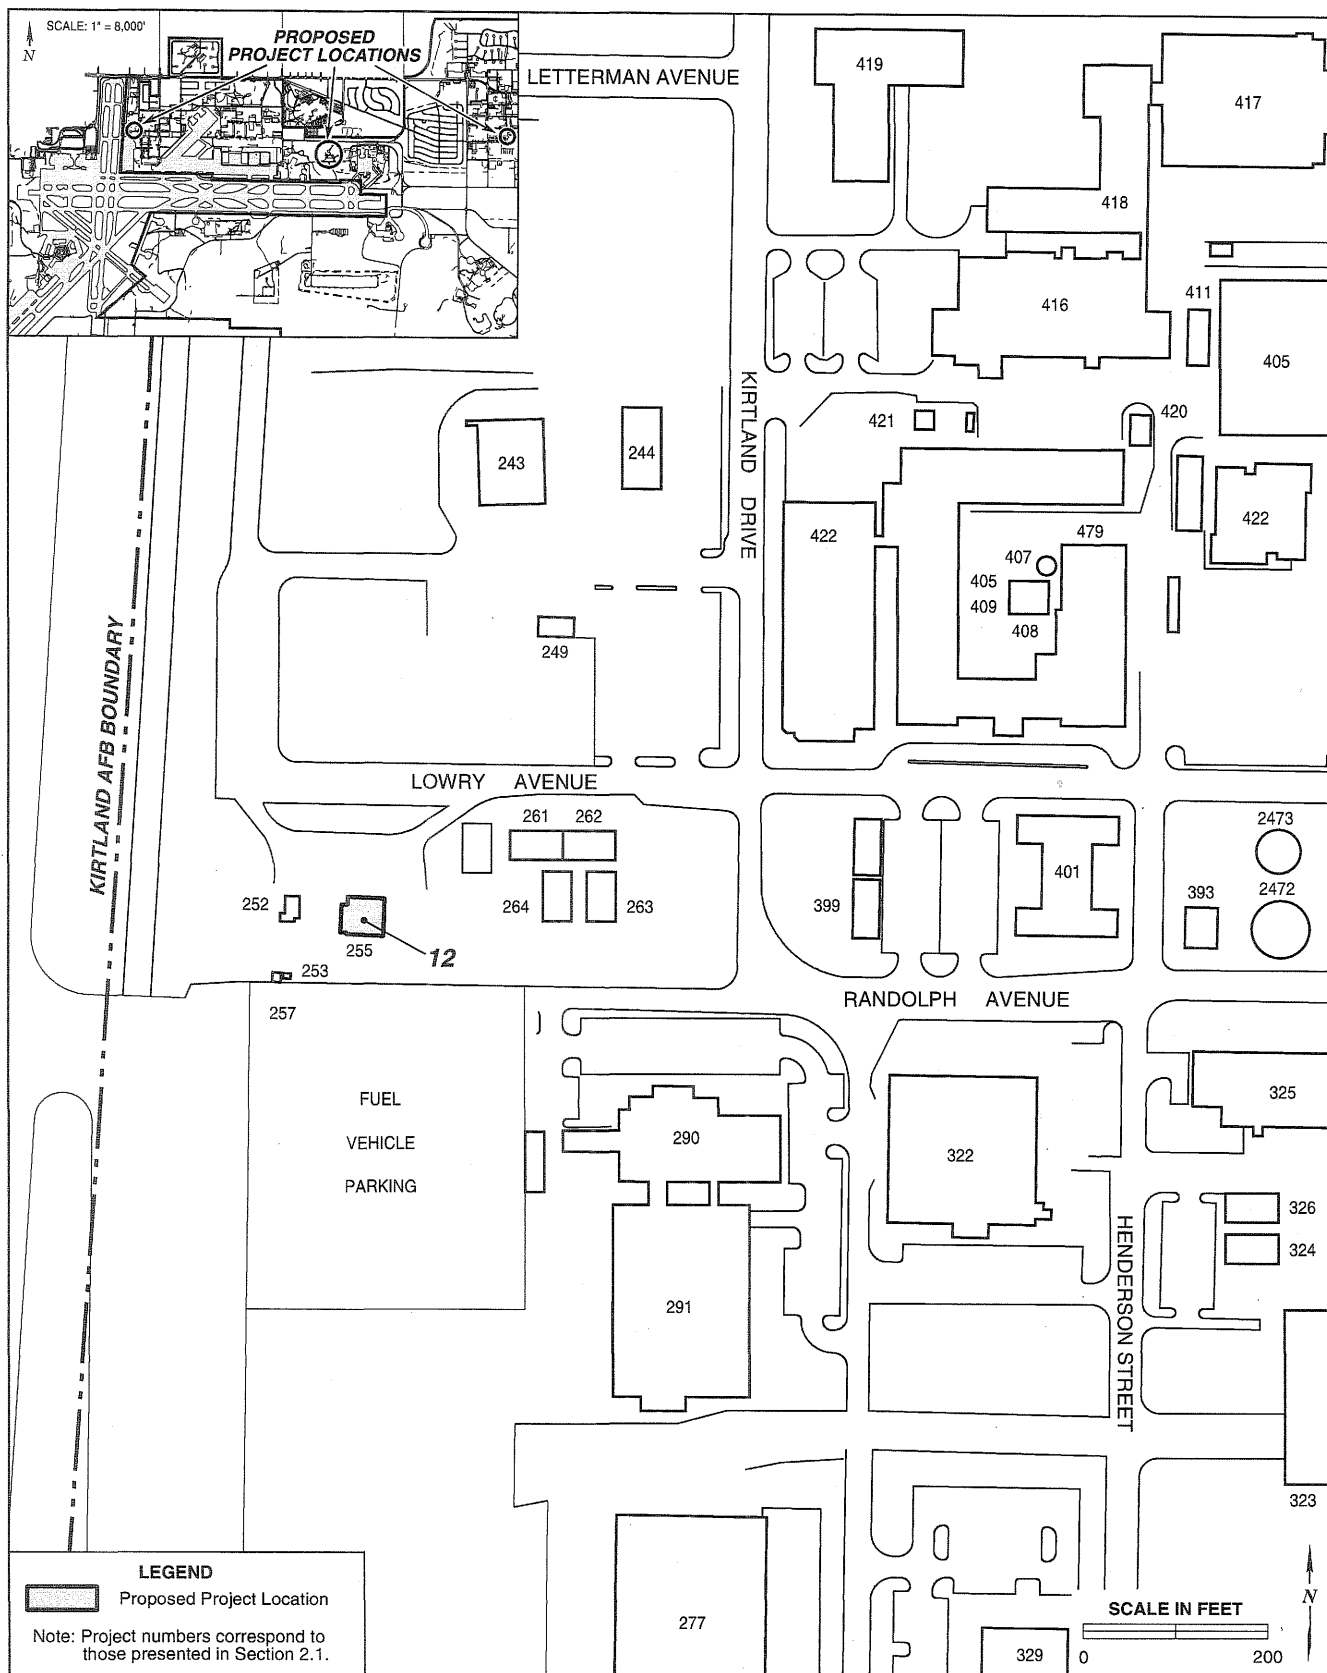 SCALE: 1" = 8,000'
N
PROPOSED
PROJECT LOCATIONS
LETTERMAN AVENUE
419
417
418
416
411
405
KIRTLAND DRIVE
421
420
243
244
422
479
422
407
405
409
408
249
KIRTLAND AFB BOUNDARY
LOWRY AVENUE
261
262
2473
401
252
264
263
399
393
2472
255
12
253
257
RANDOLPH AVENUE
FUEL
VEHICLE
PARKING
290
322
325
326
324
HENDERSON STREET
291
323
277
329
LEGEND
Proposed Project Location
Note: Project numbers correspond to
those presented in Section 2.1.
SCALE IN FEET
0
200
N